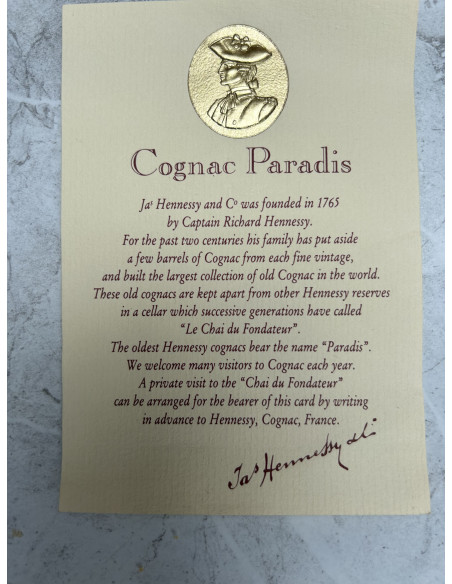 Cognac Paradis
Jaˢ Hennessy and Cº was founded in 1765
by Captain Richard Hennessy.
For the past two centuries his family has put aside
a few barrels of Cognac from each fine vintage,
and built the largest collection of old Cognac in the world.
These old cognacs are kept apart from other Hennessy reserves
in a cellar which successive generations have called
“Le Chai du Fondateur”.
The oldest Hennessy cognacs bear the name “Paradis”.
We welcome many visitors to Cognac each year.
A private visit to the “Chai du Fondateur”
can be arranged for the bearer of this card by writing
in advance to Hennessy, Cognac, France.
Jaˢ Hennessy